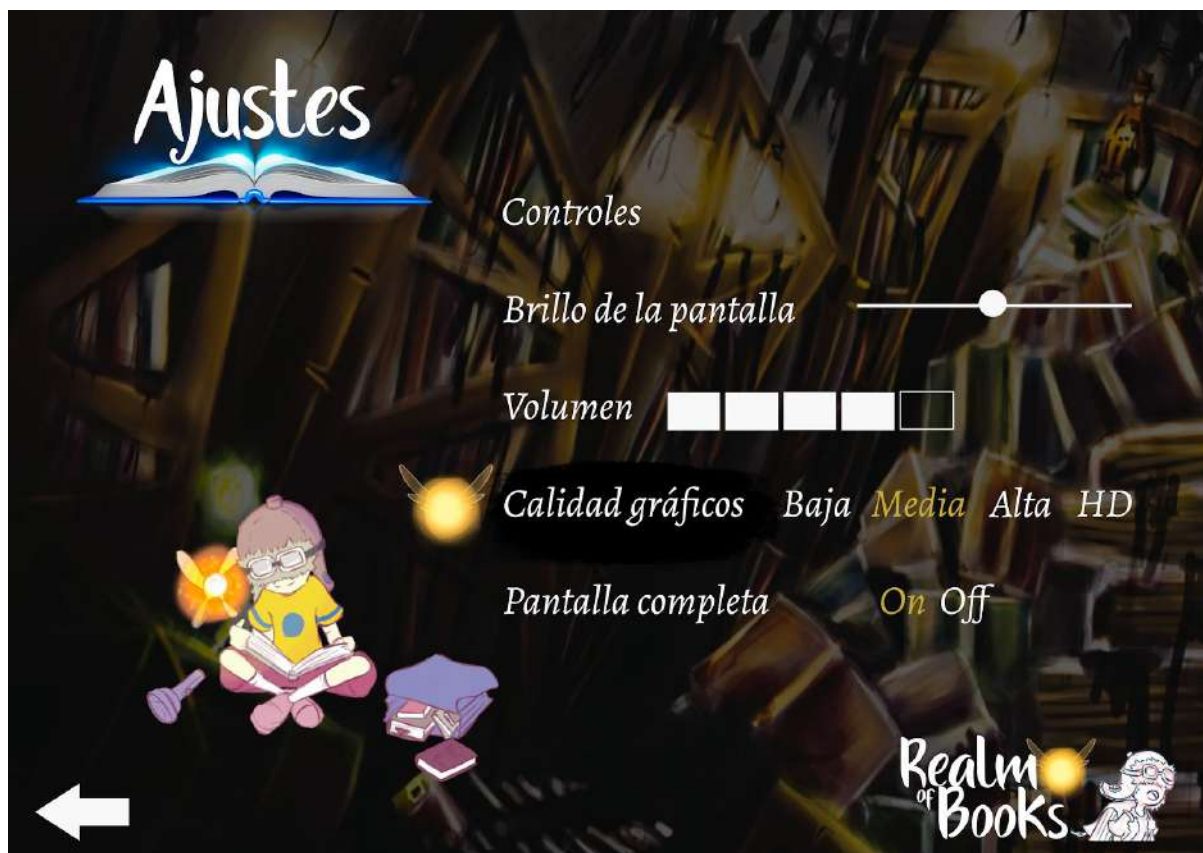 Ajustes
Controles
Brillo de la pantalla
Volumen
Calidad gráficos Baja Media Alta HD
Pantalla completa On Off
Realm
of
Books